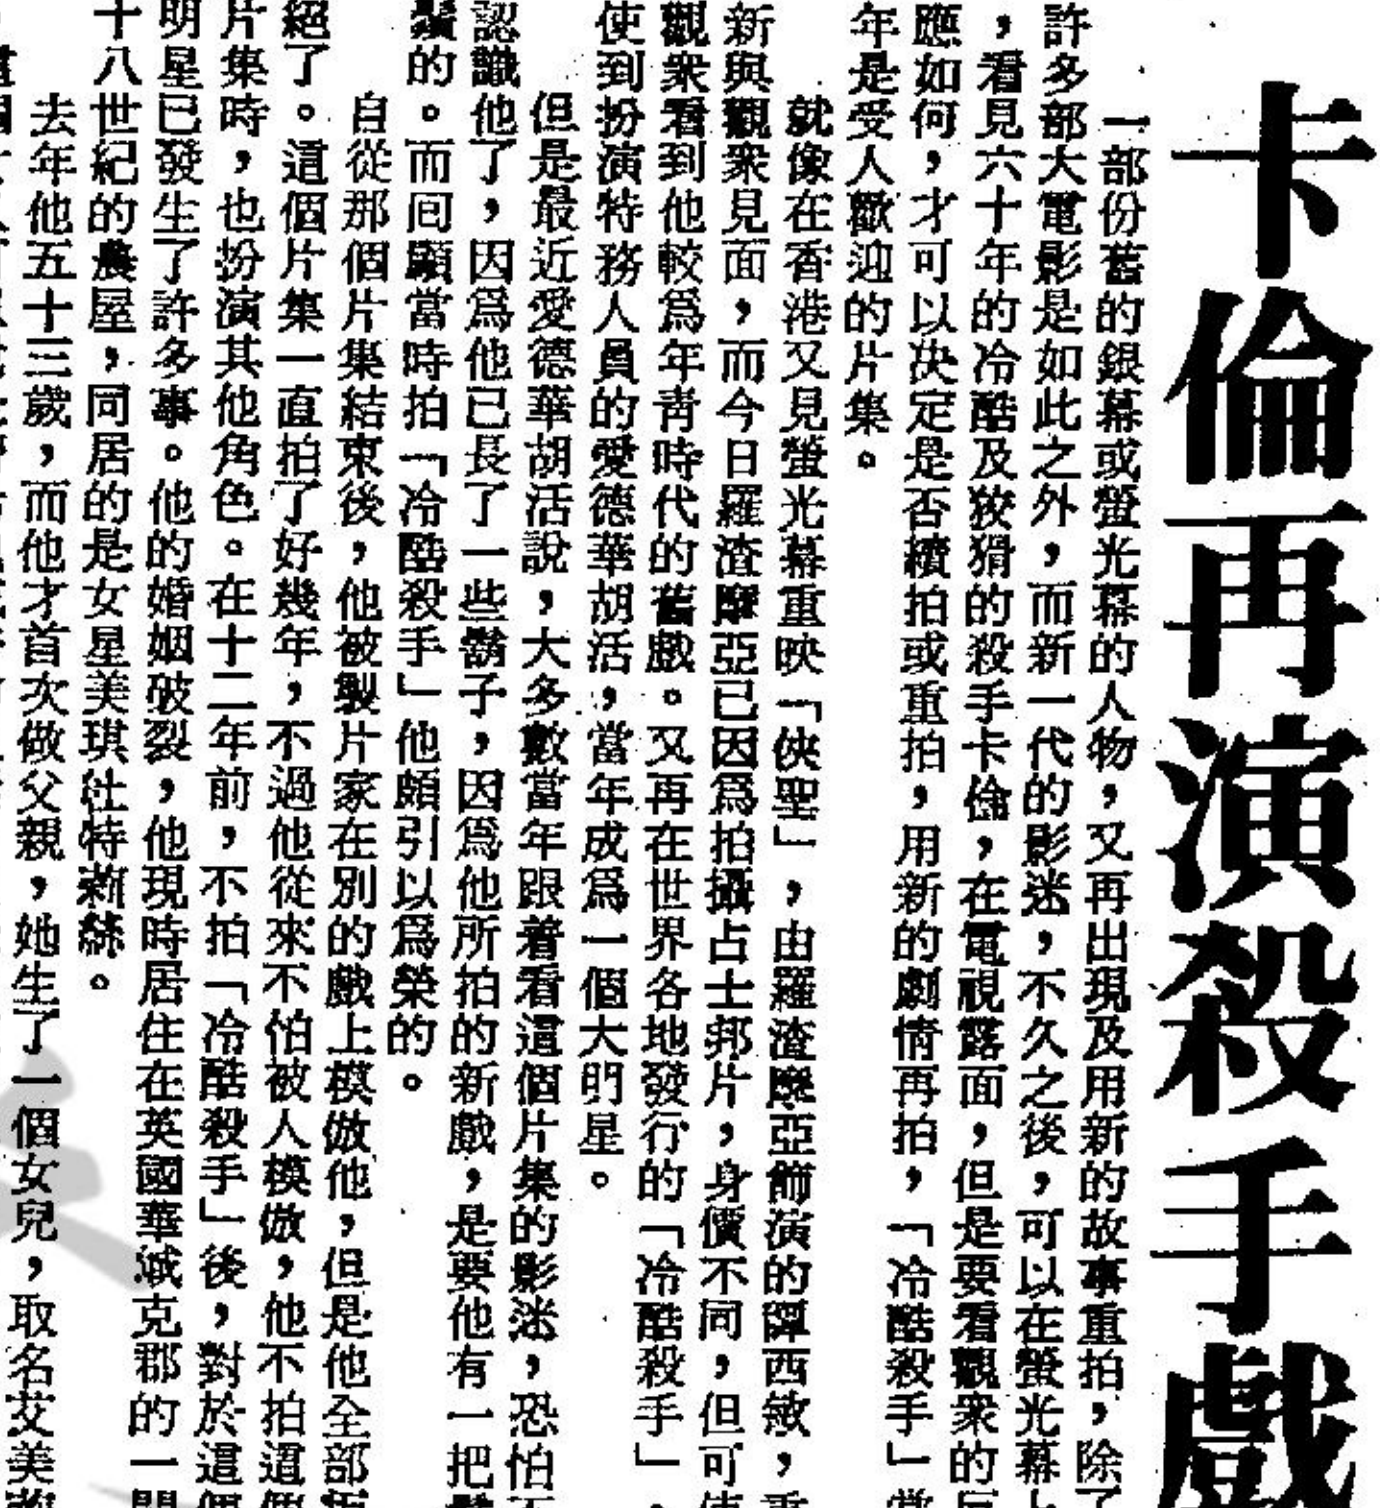 卡倫再演殺手戲
一部份舊的銀幕或螢光幕的人物，又再出現及用新的故事重拍，除了
許多部大電影是如此之外，而新一代的影迷，不久之後，可以在螢光幕上
，看見六十年的冷酷及狡猾的殺手卡倫，在電視露面，但是要看觀衆的反
應如何，才可以决定是否續拍或重拍，用新的劇情再拍，「冷酷殺手」當
年是受人歡迎的片集。
就像在香港又見螢光幕重映「俠聖」，由羅渣摩亞飾演的譚西敏，重
新與觀衆見面，而今日羅渣摩亞已因爲拍攝占士邦片，身價不同，但可使
觀衆看到他較爲年靑時代的舊戲。又再在世界各地發行的「冷酷殺手」，
使到扮演特務人員的愛德華胡活，當年成爲一個大明星。
但是最近愛德華胡活說，大多數當年跟着看這個片集的影迷，恐怕不
認識他了，因爲他已長了一些鬍子，因爲他所拍的新戲，是要他有一把鬍
鬚的。而囘顧當時拍「冷酷殺手」他頗引以爲榮的。
自從那個片集結束後，他被製片家在別的戲上模倣他，但是他全部拒
絕了。這個片集一直拍了好幾年，不過他從來不怕被人模倣，他不拍這個
片集時，也扮演其他角色。在十二年前，不拍「冷酷殺手」後，對於這個
明星已發生了許多事。他的婚姻破裂，他現時居住在英國華滅克郡的一間
十八世紀的農屋，同居的是女星美琪社特蔴絲。
去年他五十三歲，而他才首次做父親，她生了一個女兒，取名艾美